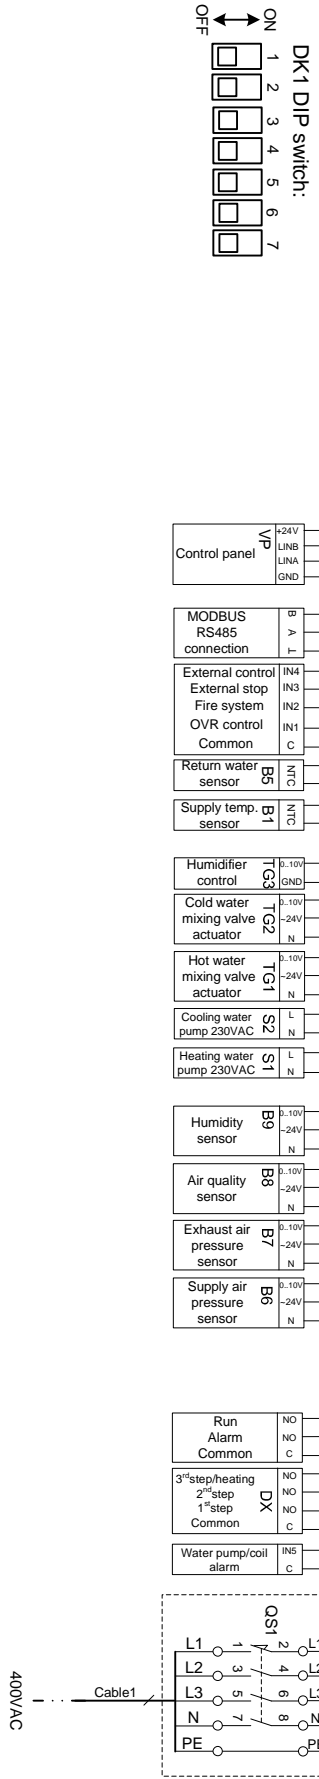 DK1 DIP switch:
ON
OFF
1
2
3
4
5
6
7
Control panel
VP
+24V
LINB
LINA
GND
MODBUS
RS485
connection
B
A
External control IN4
External stop IN3
Fire system IN2
OVR control IN1
Common C
Return water
sensor
B5
NTC
Supply temp.
sensor
B1
NTC
Humidifier
control
TG3
0..10V
GND
Cold water
mixing valve
actuator
TG2
0..10V
~24V
N
Hot water
mixing valve
actuator
TG1
0..10V
~24V
N
Cooling water
pump 230VAC
S2
L
N
Heating water
pump 230VAC
S1
L
N
Humidity
sensor
B9
0..10V
~24V
N
Air quality
sensor
B8
0..10V
~24V
N
Exhaust air
pressure
sensor
B7
0..10V
~24V
N
Supply air
pressure
sensor
B6
0..10V
~24V
N
Run NO
Alarm NO
Common C
3rd step/heating NO
2nd step NO
1st step NO
Common C
DX
Water pump/coil
alarm
IN5
C
QS1
L1 1 2 L1
L2 3 4 L2
L3 5 6 L3
N 7 8 N
PE PE
Cable1
400VAC